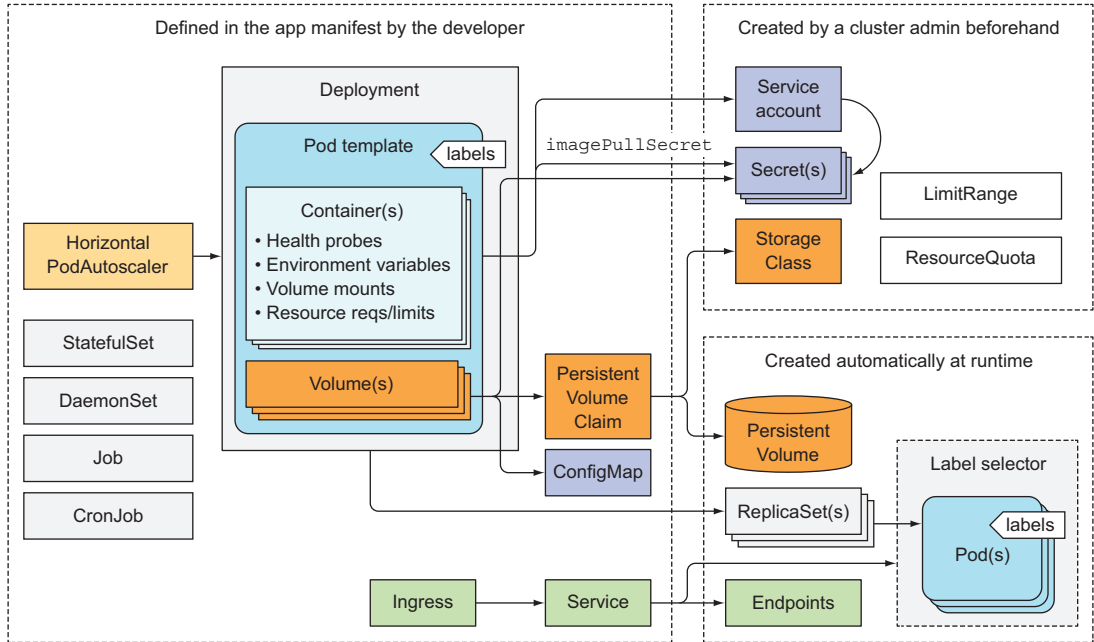 Defined in the app manifest by the developer
Deployment
Pod template
labels
Container(s)
• Health probes
• Environment variables
• Volume mounts
• Resource reqs/limits
Volume(s)
Horizontal
PodAutoscaler
StatefulSet
DaemonSet
Job
CronJob
Persistent
Volume
Claim
ConfigMap
Ingress
Service
imagePullSecret
Created by a cluster admin beforehand
Service
account
Secret(s)
Storage
Class
LimitRange
ResourceQuota
Created automatically at runtime
Persistent
Volume
ReplicaSet(s)
Endpoints
Label selector
labels
Pod(s)